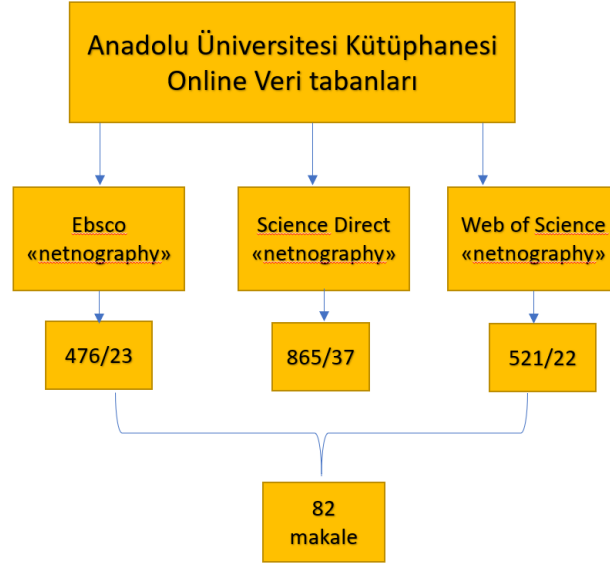 Anadolu Üniversitesi Kütüphanesi
Online Veri tabanları
Ebsco
«netnography»
Science Direct
«netnography»
Web of Science
«netnography»
476/23
865/37
521/22
82
makale